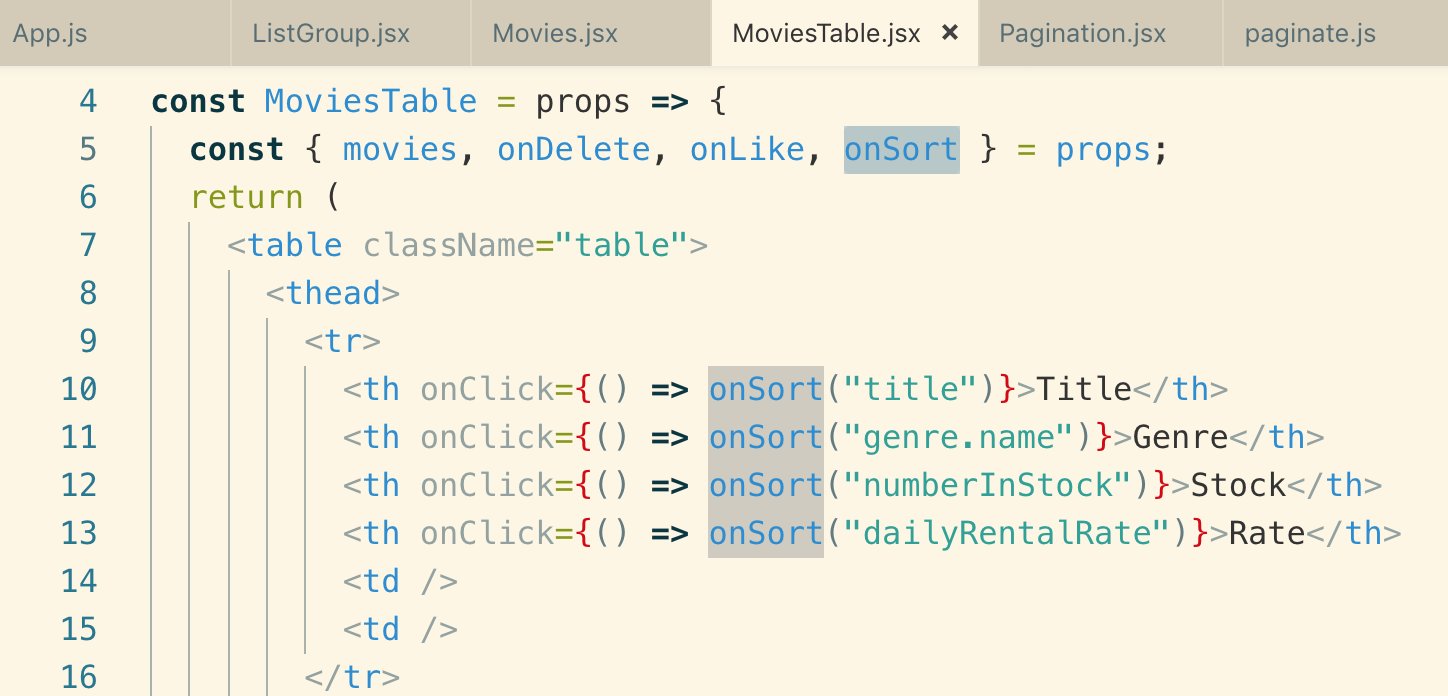 App.js ListGroup.jsx Movies.jsx MoviesTable.jsx × Pagination.jsx paginate.js
4 const MoviesTable = props => {
5 const { movies, onDelete, onLike, onSort } = props;
6 return (
7 <table className="table">
8 <thead>
9 <tr>
10 <th onClick={() => onSort("title")}>Title</th>
11 <th onClick={() => onSort("genre.name")}>Genre</th>
12 <th onClick={() => onSort("numberInStock")}>Stock</th>
13 <th onClick={() => onSort("dailyRentalRate")}>Rate</th>
14 <td />
15 <td />
16 </tr>